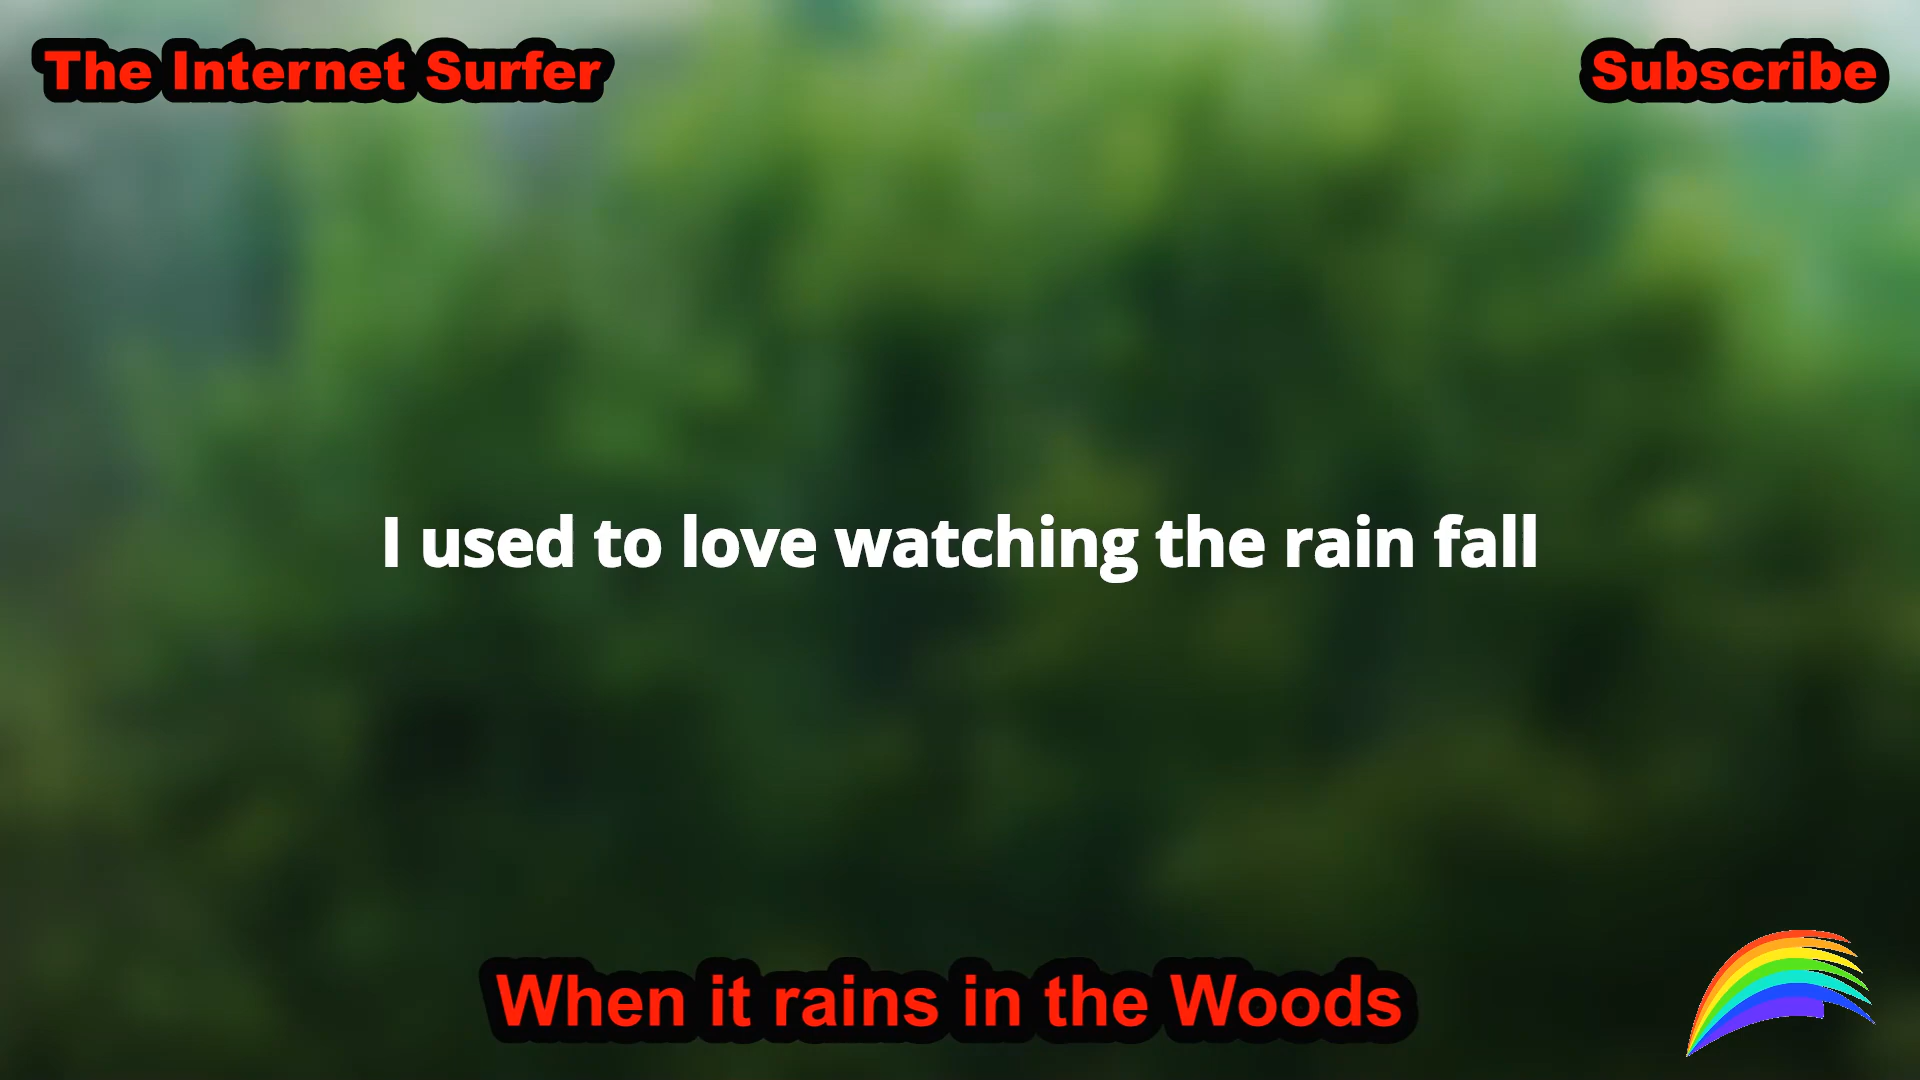 The Internet Surfer
Subscribe
I used to love watching the rain fall
When it rains in the Woods